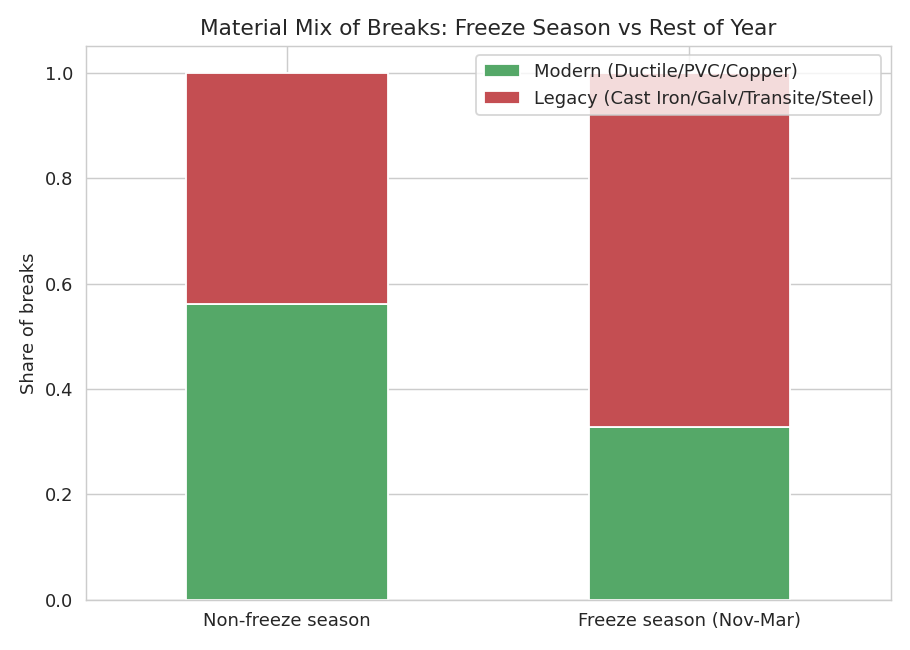 Material Mix of Breaks: Freeze Season vs Rest of Year
Modern (Ductile/PVC/Copper)
Legacy (Cast Iron/Galv/Transite/Steel)
Share of breaks
1.0
0.8
0.6
0.4
0.2
0.0
Non-freeze season
Freeze season (Nov-Mar)